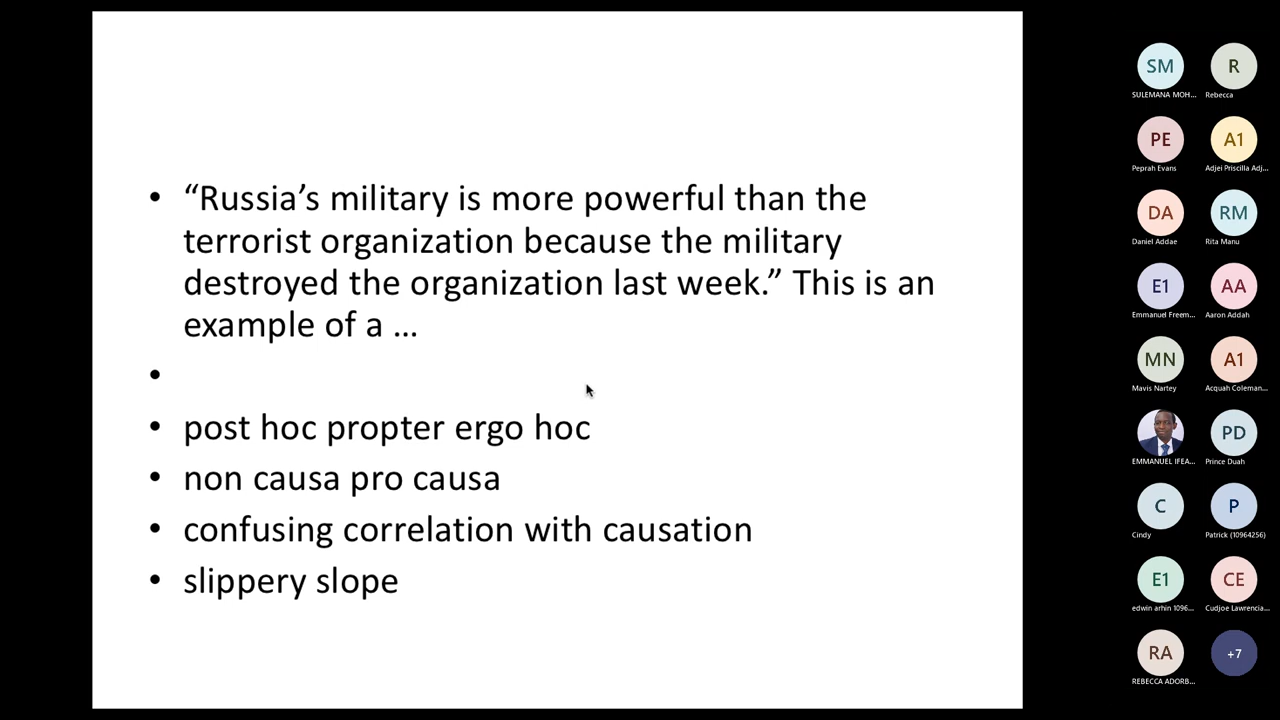 • “Russia’s military is more powerful than the
terrorist organization because the military
destroyed the organization last week.” This is an
example of a ...
•
• post hoc propter ergo hoc
• non causa pro causa
• confusing correlation with causation
• slippery slope
SM R
SULEMANA MOH... Rebecca
PE A1
Peprah Evans Adjei Priscilla Adj...
DA RM
Daniel Addae Rita Manu
E1 AA
Emmanuel Freem... Aaron Addah
MN A1
Mavis Nartey Acquah Coleman...
PD
EMMANUEL IFEA... Prince Duah
C P
Cindy Patrick (10964256)
E1 CE
edwin arhin 1096... Cudjoe Lawrencia...
RA +7
REBECCA ADORB...